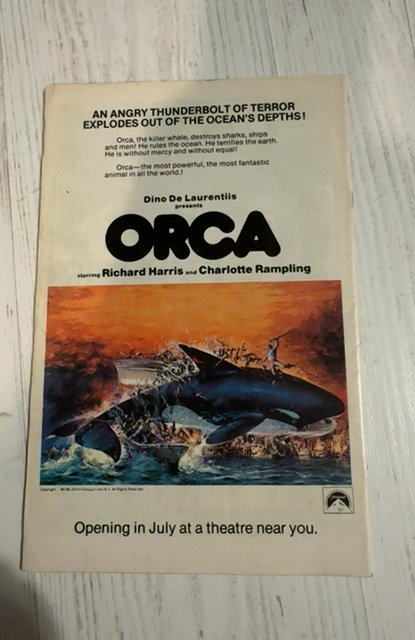 AN ANGRY THUNDERBOLT OF TERROR
EXPLODES OUT OF THE OCEAN'S DEPTHS!
Orca, the killer whale, destroys sharks, ships
and men! He rules the ocean. He terrifies the earth.
He is without mercy and without equal!
Orca—the most powerful, the most fantastic
animal in all the world!
Dino De Laurentiis
presents
ORCA
starring Richard Harris and Charlotte Rampling
All Rights Reserved
Opening in July at a theatre near you.